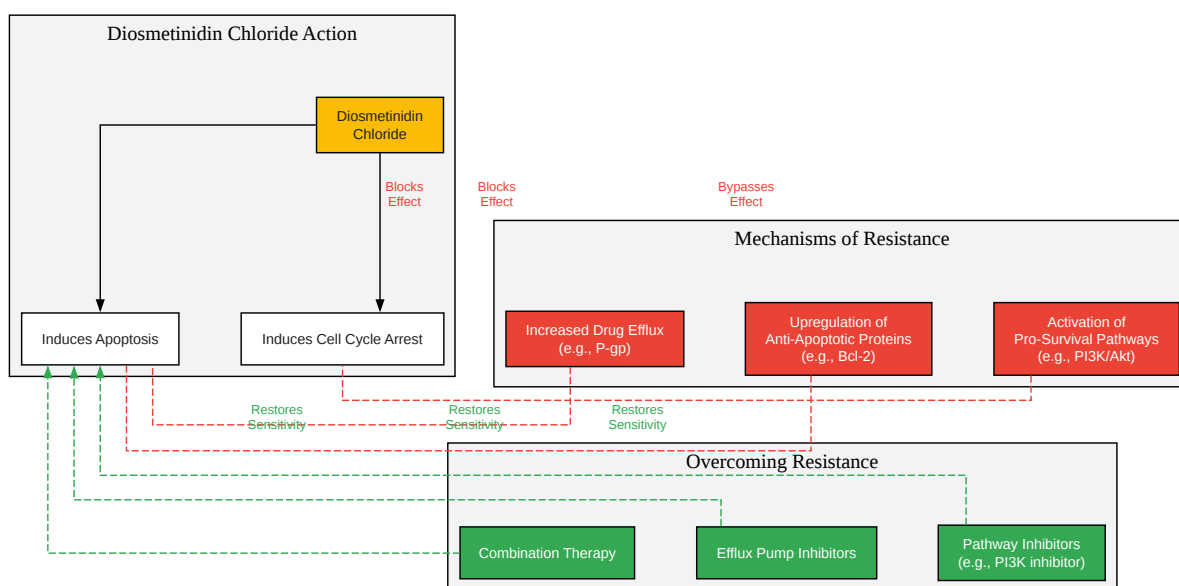 Diosmetinidin Chloride Action
Diosmetinidin
Chloride
Blocks
Effect
Blocks
Effect
Bypasses
Effect
Mechanisms of Resistance
Induces Apoptosis
Induces Cell Cycle Arrest
Increased Drug Efflux
(e.g., P-gp)
Upregulation of
Anti-Apoptotic Proteins
(e.g., Bcl-2)
Activation of
Pro-Survival Pathways
(e.g., PI3K/Akt)
Restores
Sensitivity
Restores
Sensitivity
Restores
Sensitivity
Overcoming Resistance
Combination Therapy
Efflux Pump Inhibitors
Pathway Inhibitors
(e.g., PI3K inhibitor)